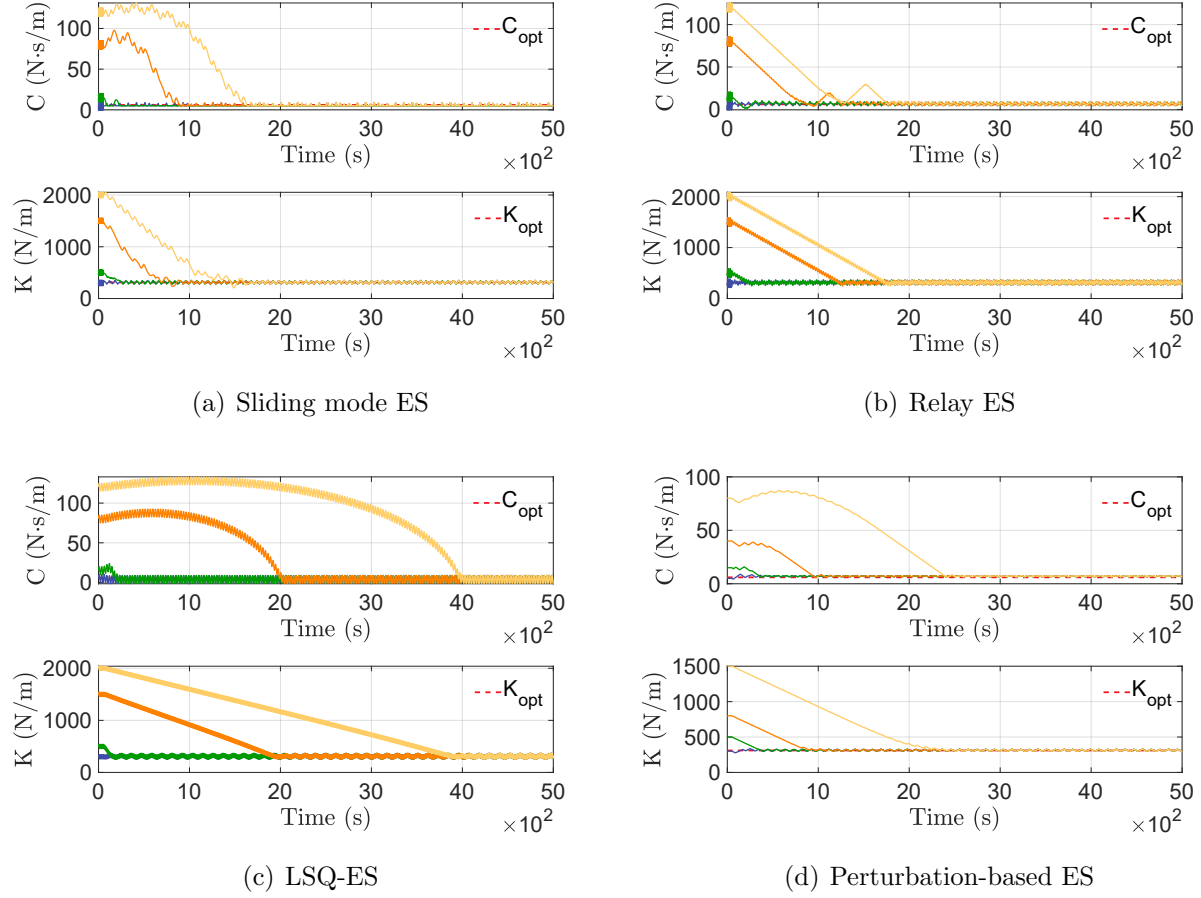 C (N·s/m)
100
50
0
C_opt
0 10 20 30 40 50
Time (s)
×10^2
K (N/m)
2000
1000
0
K_opt
0 10 20 30 40 50
Time (s)
×10^2
(a) Sliding mode ES
C (N·s/m)
100
50
0
C_opt
0 10 20 30 40 50
Time (s)
×10^2
K (N/m)
2000
1000
0
K_opt
0 10 20 30 40 50
Time (s)
×10^2
(b) Relay ES
C (N·s/m)
100
50
0
C_opt
0 10 20 30 40 50
Time (s)
×10^2
K (N/m)
2000
1000
0
K_opt
0 10 20 30 40 50
Time (s)
×10^2
(c) LSQ-ES
C (N·s/m)
100
50
0
C_opt
0 10 20 30 40 50
Time (s)
×10^2
K (N/m)
1500
1000
500
0
K_opt
0 10 20 30 40 50
Time (s)
×10^2
(d) Perturbation-based ES